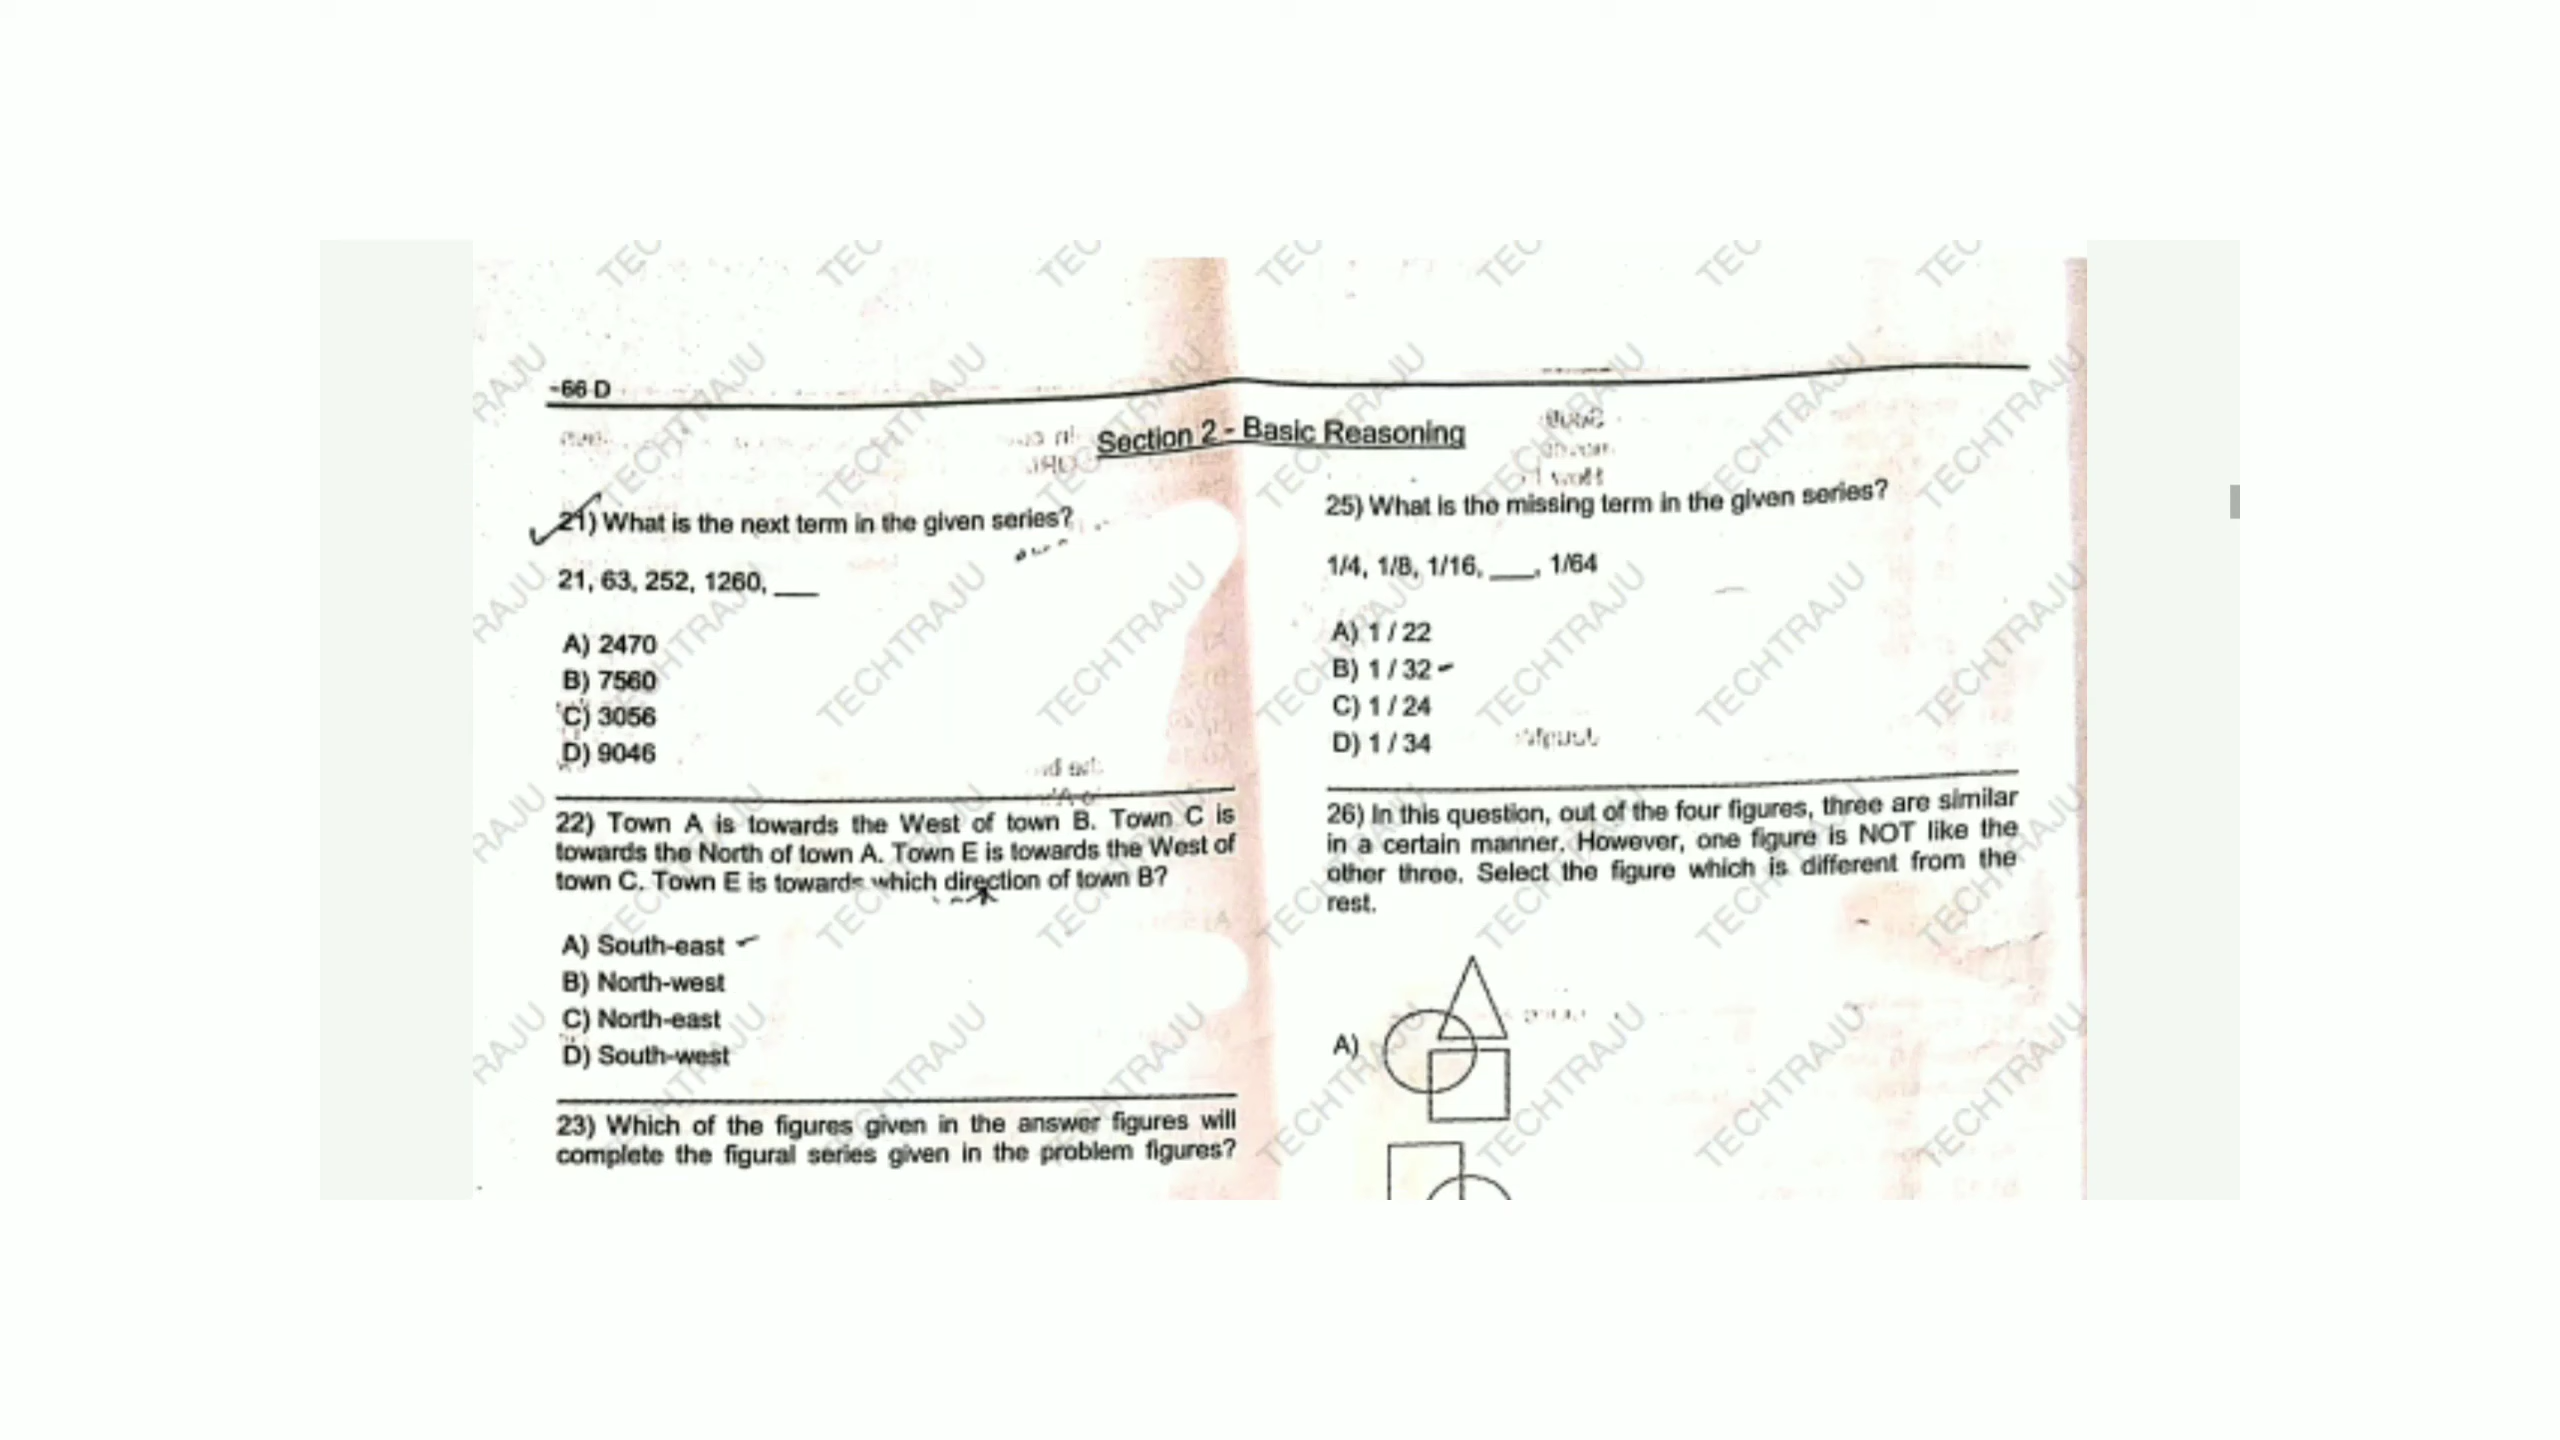 -66 D
Section 2 - Basic Reasoning
21) What is the next term in the given series?
21, 63, 252, 1260, ___
A) 2470
B) 7560
C) 3056
D) 9046
22) Town A is towards the West of town B. Town C is
towards the North of town A. Town E is towards the West of
town C. Town E is towards which direction of town B?
A) South-east
B) North-west
C) North-east
D) South-west
23) Which of the figures given in the answer figures will
complete the figural series given in the problem figures?
25) What is the missing term in the given series?
1/4, 1/8, 1/16, ___, 1/64
A) 1 / 22
B) 1 / 32
C) 1 / 24
D) 1 / 34
26) In this question, out of the four figures, three are similar
in a certain manner. However, one figure is NOT like the
other three. Select the figure which is different from the
rest.
A)
TECHTRAJU